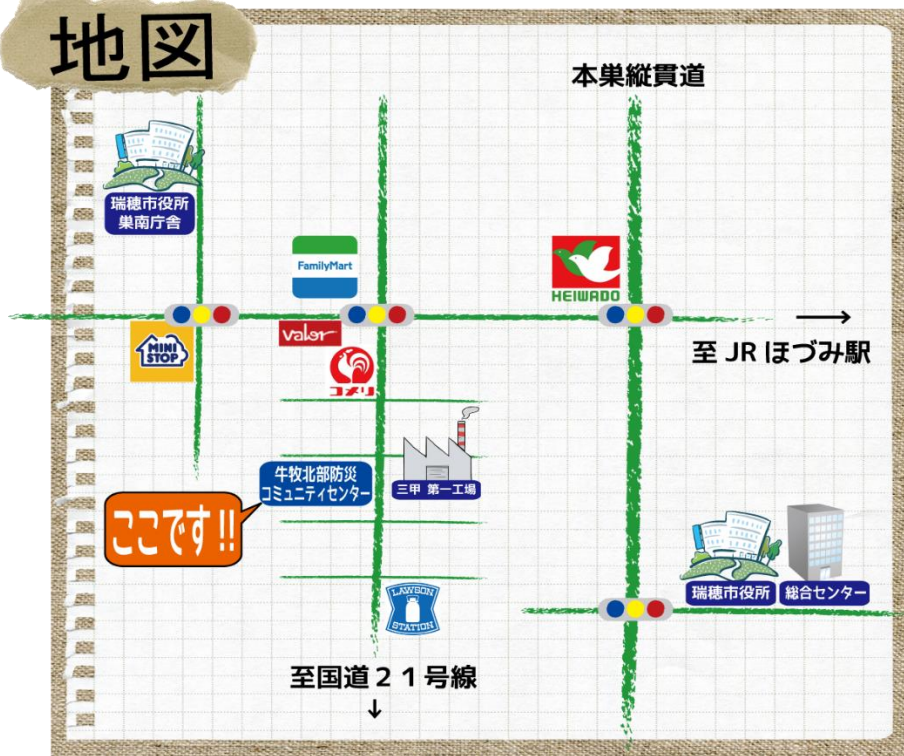 地図
本巣縦貫道
瑞穂市役所
巣南庁舎
FamilyMart
HEIWADO
Valor
MINI
STOP
コメリ
至 JR ほづみ駅
牛牧北部防災
コミュニティセンター
三甲 第一工場
ここです!!
瑞穂市役所
総合センター
LAWSON
STATION
至国道21号線